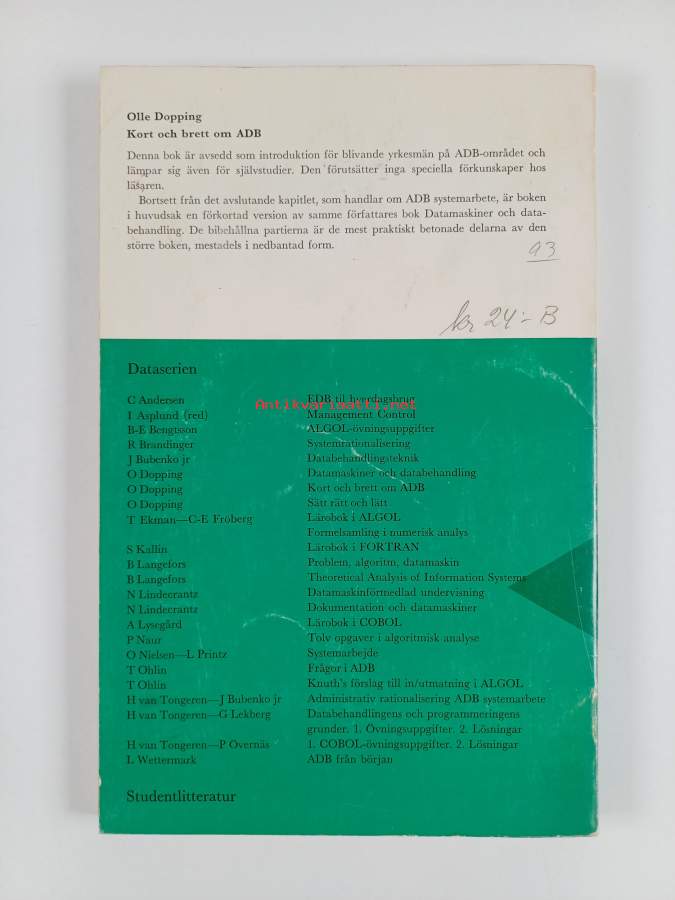 Olle Dopping
Kort och brett om ADB
Denna bok är avsedd som introduktion för blivande yrkesmän på ADB-området och
lämpar sig även för självstudier. Den förutsätter inga speciella förkunskaper hos
läsaren.
Bortsett från det avslutande kapitlet, som handlar om ADB systemarbete, är boken
i huvudsak en förkortad version av samme författares bok Datamaskiner och data-
behandling. De bibehållna partierna är de mest praktiskt betonade delarna av den
större boken, mestadels i nedbantad form.
93
kr 24:- B
Dataserien
C Andersen EDB til hverdagsbrug
Antikvariaatti.net
I Asplund (red) Management Control
B-E Bengtsson ALGOL-övningsuppgifter
R Brandinger Systemrationalisering
J Bubenko jr Databehandlingsteknik
O Dopping Datamaskiner och databehandling
O Dopping Kort och brett om ADB
O Dopping Sätt rätt och lätt
T Ekman—C-E Fröberg Lärobok i ALGOL
Formelsamling i numerisk analys
S Kallin Lärobok i FORTRAN
B Langefors Problem, algoritm, datamaskin
B Langefors Theoretical Analysis of Information Systems
N Lindecrantz Datamaskinförmedlad undervisning
N Lindecrantz Dokumentation och datamaskiner
A Lysegård Lärobok i COBOL
P Naur Tolv opgaver i algoritmisk analyse
O Nielsen—L Printz Systemarbejde
T Ohlin Frågor i ADB
T Ohlin Knuth's förslag till in/utmatning i ALGOL
H van Tongeren—J Bubenko jr Administrativ rationalisering ADB systemarbete
H van Tongeren—G Lekberg Databehandlingens och programmeringens
grunder. 1. Övningsuppgifter. 2. Lösningar
H van Tongeren—P Overnäs 1. COBOL-övningsuppgifter. 2. Lösningar
L Wettermark ADB från början
Studentlitteratur